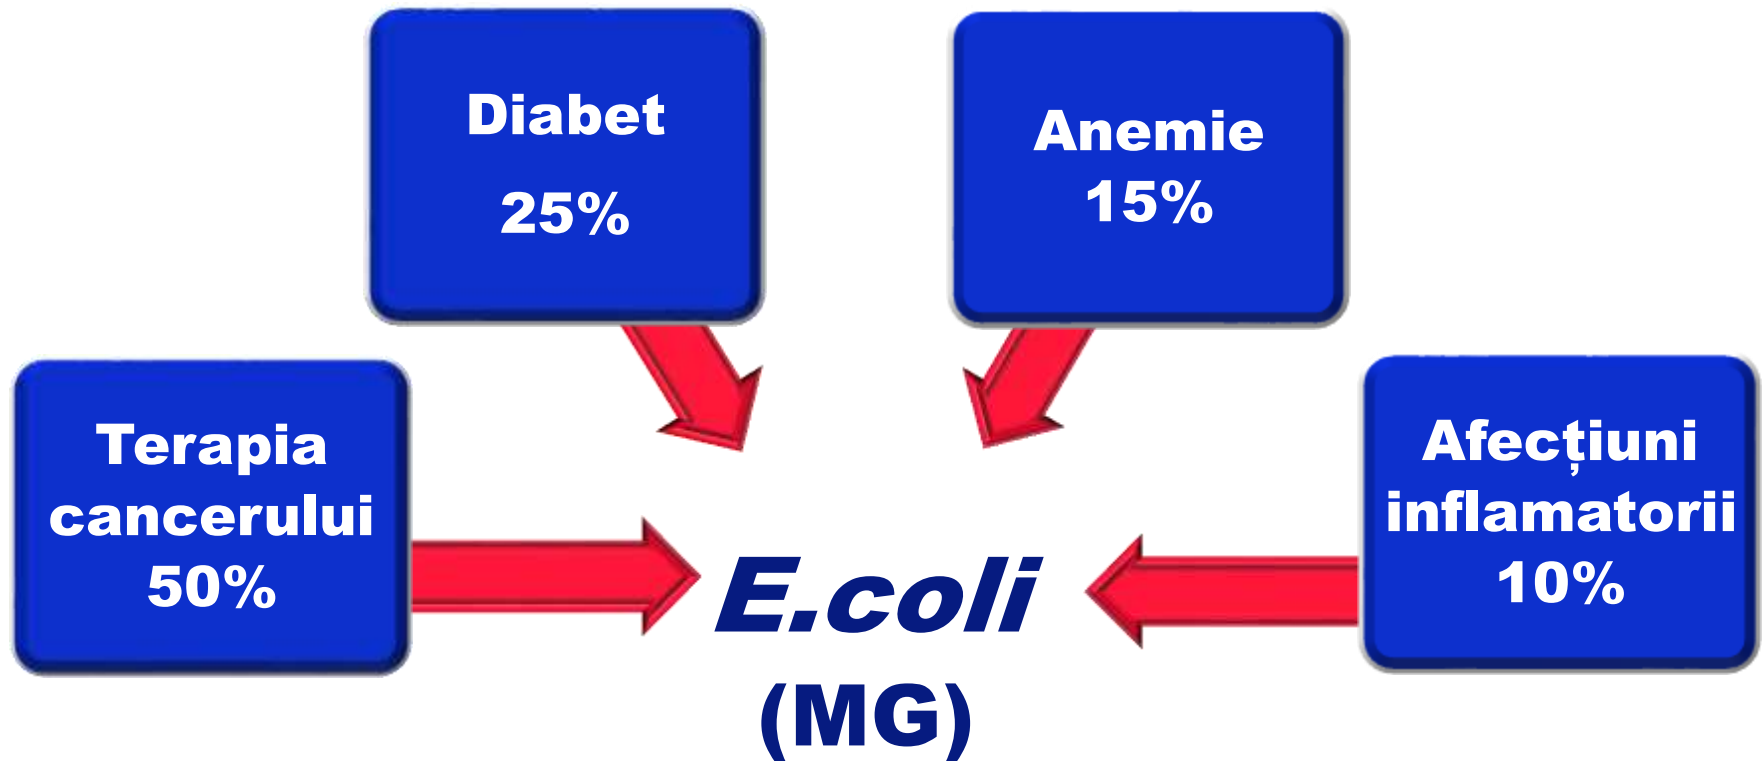 Diabet
25%
Anemie
15%
Terapia
cancerului
50%
Afecțiuni
inflamatorii
10%
E.coli
(MG)